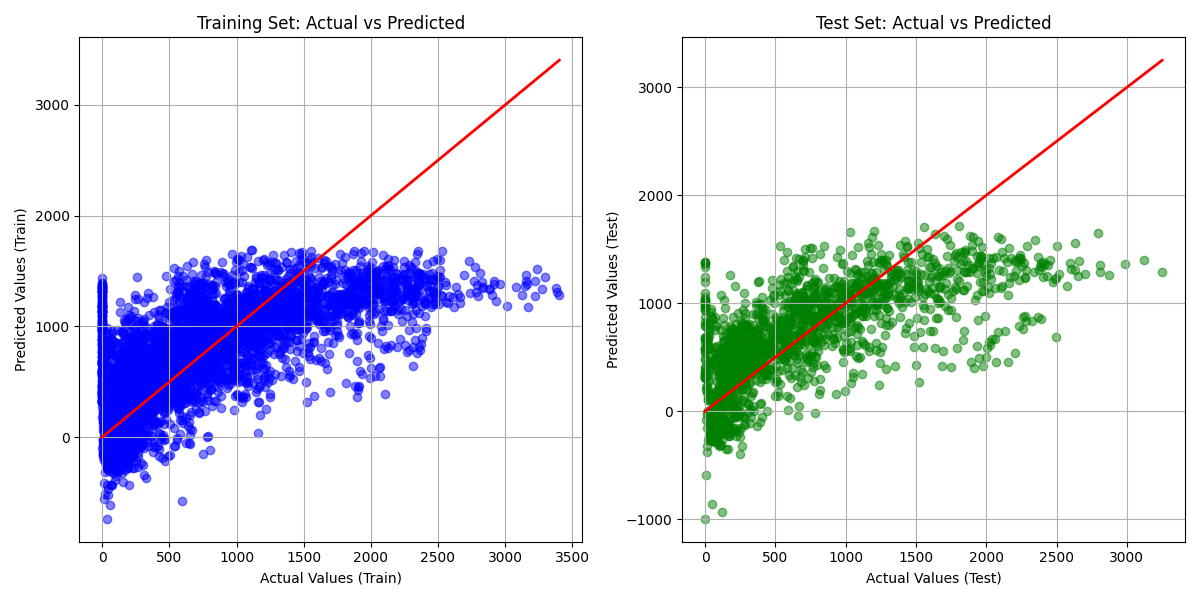 Training Set: Actual vs Predicted
3000
2000
1000
0
Predicted Values (Train)
0 500 1000 1500 2000 2500 3000 3500
Actual Values (Train)
Test Set: Actual vs Predicted
3000
2000
1000
0
−1000
Predicted Values (Test)
0 500 1000 1500 2000 2500 3000
Actual Values (Test)